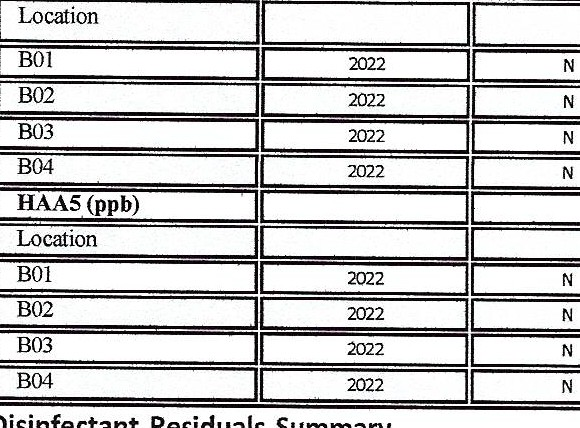 Location
B01 2022 N
B02 2022 N
B03 2022 N
B04 2022 N
HAA5 (ppb)
Location
B01 2022 N
B02 2022 N
B03 2022 N
B04 2022 N
Disinfectant Residuals Summary